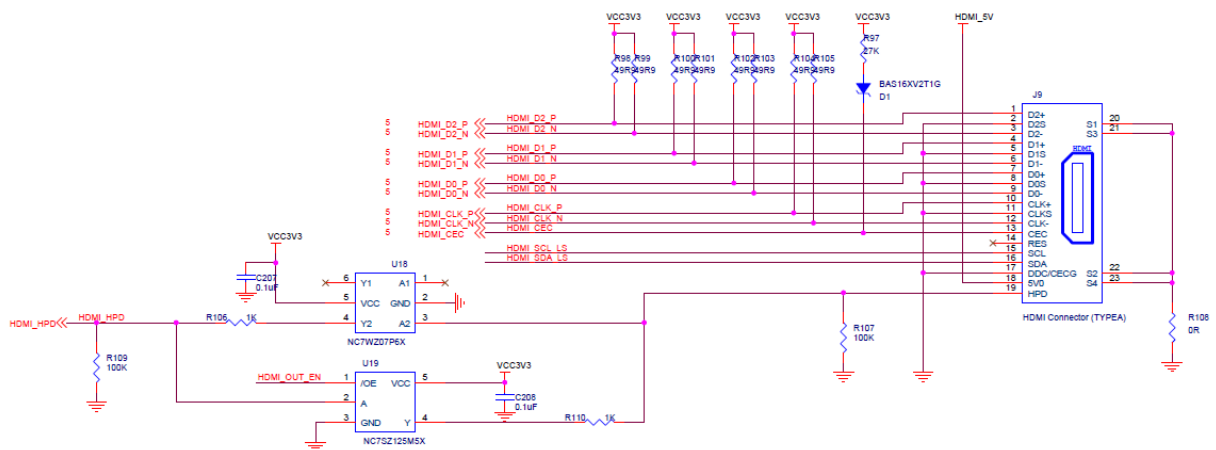 VCC3V3 VCC3V3 VCC3V3 VCC3V3 VCC3V3 HDMI_5V
R98 R99 R100 R101 R102 R103 R104 R105 R97
49R9 49R9 49R9 49R9 49R9 49R9 49R9 49R9 27K
BAS16XV2T1G
D1
J9
5 HDMI_D2_P HDMI_D2_P 1 D2+
2 D2S S1 20
5 HDMI_D2_N HDMI_D2_N 3 D2- S3 21
4 D1+
5 HDMI_D1_P HDMI_D1_P 5 D1S HDMI
5 HDMI_D1_N HDMI_D1_N 6 D1-
7 D0+
5 HDMI_D0_P HDMI_D0_P 8 D0S
5 HDMI_D0_N HDMI_D0_N 9 D0-
10 CLK+
5 HDMI_CLK_P HDMI_CLK_P 11 CLKS
5 HDMI_CLK_N HDMI_CLK_N 12 CLK-
5 HDMI_CEC HDMI_CEC 13 CEC
14 RES
HDMI_SCL_LS 15 SCL
HDMI_SDA_LS 16 SDA
17 DDC/CECG S2 22
18 5V0 S4 23
19 HPD
HDMI Connector (TYPEA)
R108
0R
R107
100K
VCC3V3
C207
0.1uF
U18
6 Y1 A1 1
5 VCC GND 2
4 Y2 A2 3
NC7WZ07P6X
HDMI_HPD HDMI_HPD R106 1K
R109
100K
U19
HDMI_OUT_EN 1 /OE VCC 5 VCC3V3
2 A
3 GND Y 4
NC7SZ125M5X
C208
0.1uF
R110 1K